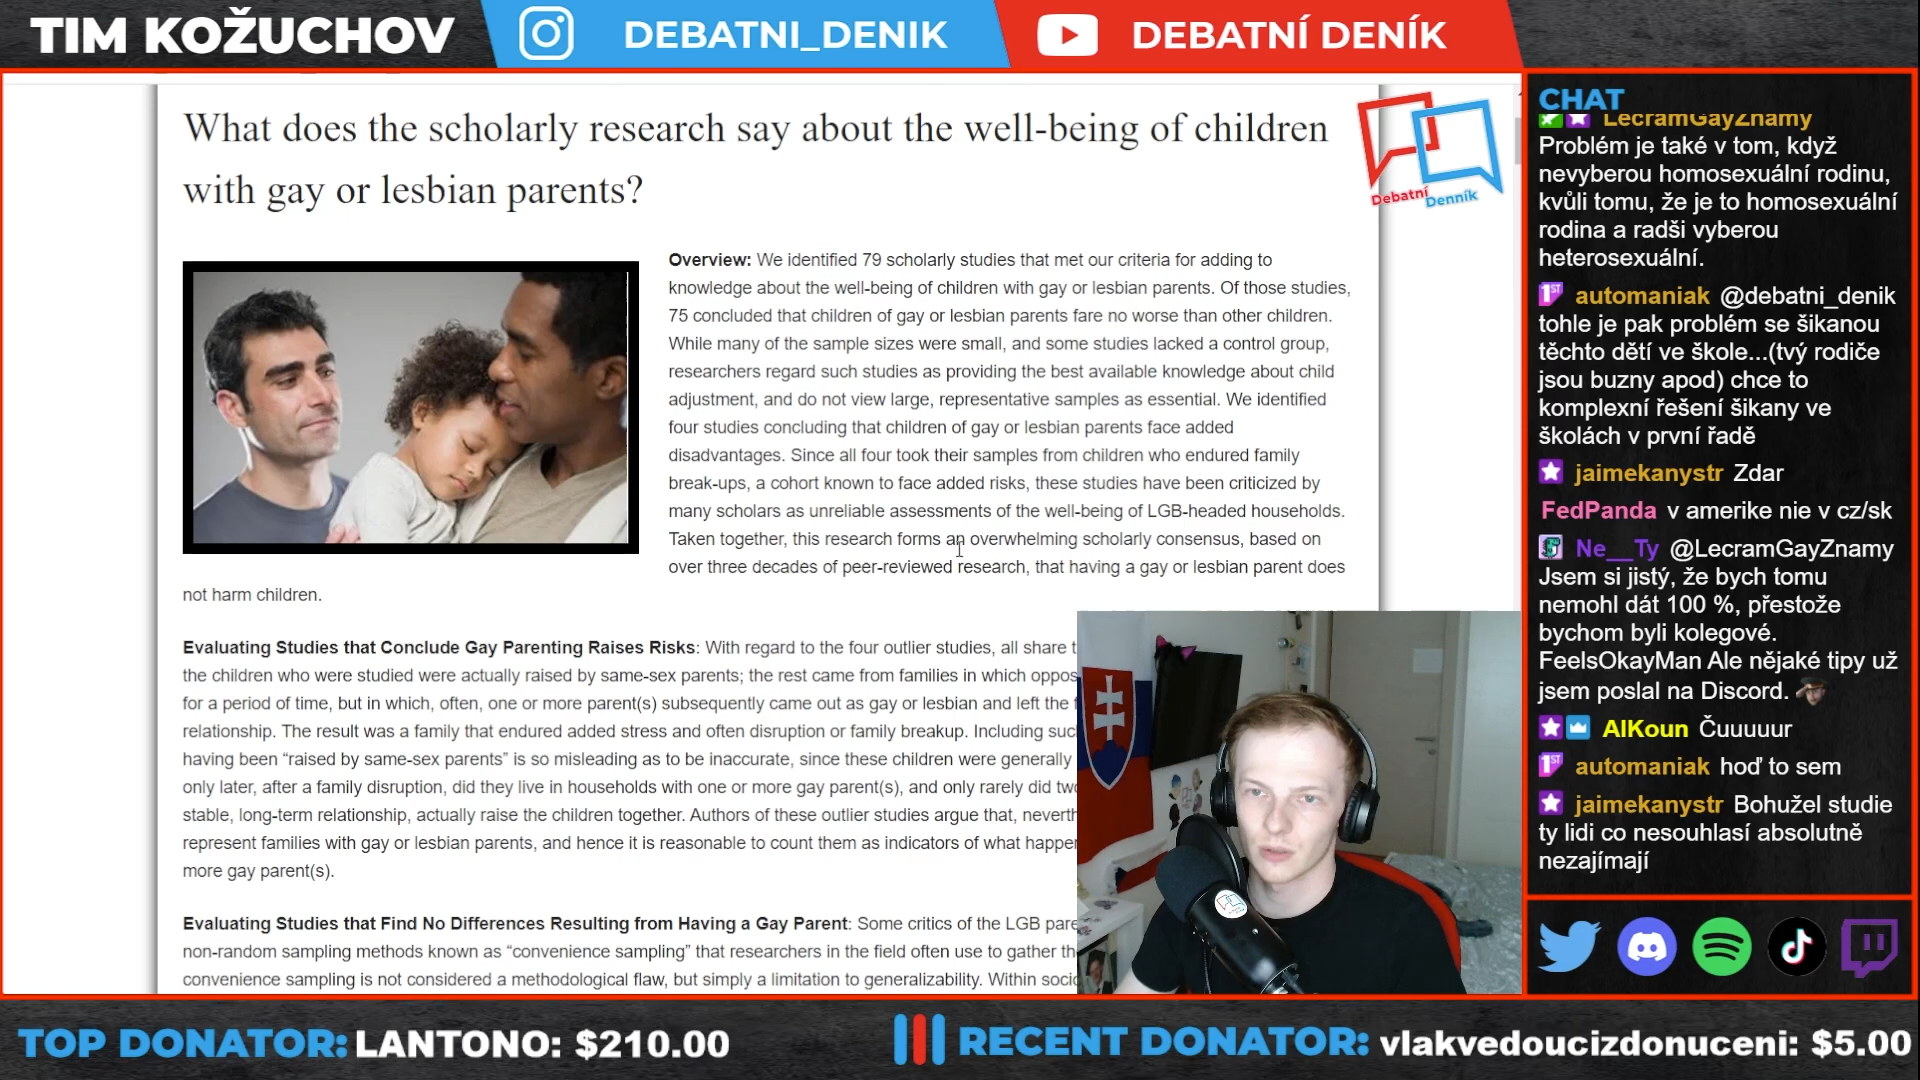 TIM KOŽUCHOV
DEBATNI_DENIK
DEBATNÍ DENÍK
What does the scholarly research say about the well-being of children
with gay or lesbian parents?
Debatní
Denník
Overview: We identified 79 scholarly studies that met our criteria for adding to
knowledge about the well-being of children with gay or lesbian parents. Of those studies,
75 concluded that children of gay or lesbian parents fare no worse than other children.
While many of the sample sizes were small, and some studies lacked a control group,
researchers regard such studies as providing the best available knowledge about child
adjustment, and do not view large, representative samples as essential. We identified
four studies concluding that children of gay or lesbian parents face added
disadvantages. Since all four took their samples from children who endured family
break-ups, a cohort known to face added risks, these studies have been criticized by
many scholars as unreliable assessments of the well-being of LGB-headed households.
Taken together, this research forms an overwhelming scholarly consensus, based on
over three decades of peer-reviewed research, that having a gay or lesbian parent does
not harm children.
Evaluating Studies that Conclude Gay Parenting Raises Risks: With regard to the four outlier studies, all share
the children who were studied were actually raised by same-sex parents; the rest came from families in which
for a period of time, but in which, often, one or more parent(s) subsequently came out as gay or lesbian and left the
relationship. The result was a family that endured added stress and often disruption or family breakup. Including
having been “raised by same-sex parents” is so misleading as to be inaccurate, since these children were generally
only later, after a family disruption, did they live in households with one or more gay parent(s), and only rarely did
stable, long-term relationship, actually raise the children together. Authors of these outlier studies argue that,
represent families with gay or lesbian parents, and hence it is reasonable to count them as indicators of what
more gay parent(s).
Evaluating Studies that Find No Differences Resulting from Having a Gay Parent: Some critics of the LGB
non-random sampling methods known as “convenience sampling” that researchers in the field often use to gather
convenience sampling is not considered a methodological flaw, but simply a limitation to generalizability. Within
CHAT
LecramGayZnamy
Problém je také v tom, když
nevyberou homosexuální rodinu,
kvůli tomu, že je to homosexuální
rodina a radši vyberou
heterosexuální.
1ST automaniak @debatni_denik
tohle je pak problém se šikanou
těchto dětí ve škole...(tvý rodiče
jsou buzny apod) chce to
komplexní řešení šikany ve
školách v první řadě
jaimekanystr Zdar
FedPanda v amerike nie v cz/sk
Ne__Ty @LecramGayZnamy
Jsem si jistý, že bych tomu
nemohl dát 100 %, přestože
bychom byli kolegové.
FeelsOkayMan Ale nějaké tipy už
jsem poslal na Discord.
AlKoun Čuuuuur
1ST automaniak hoď to sem
jaimekanystr Bohužel studie
ty lidi co nesouhlasí absolutně
nezajímají
TOP DONATOR: LANTONO: $210.00
RECENT DONATOR: vlakvedoucizdonuceni: $5.00